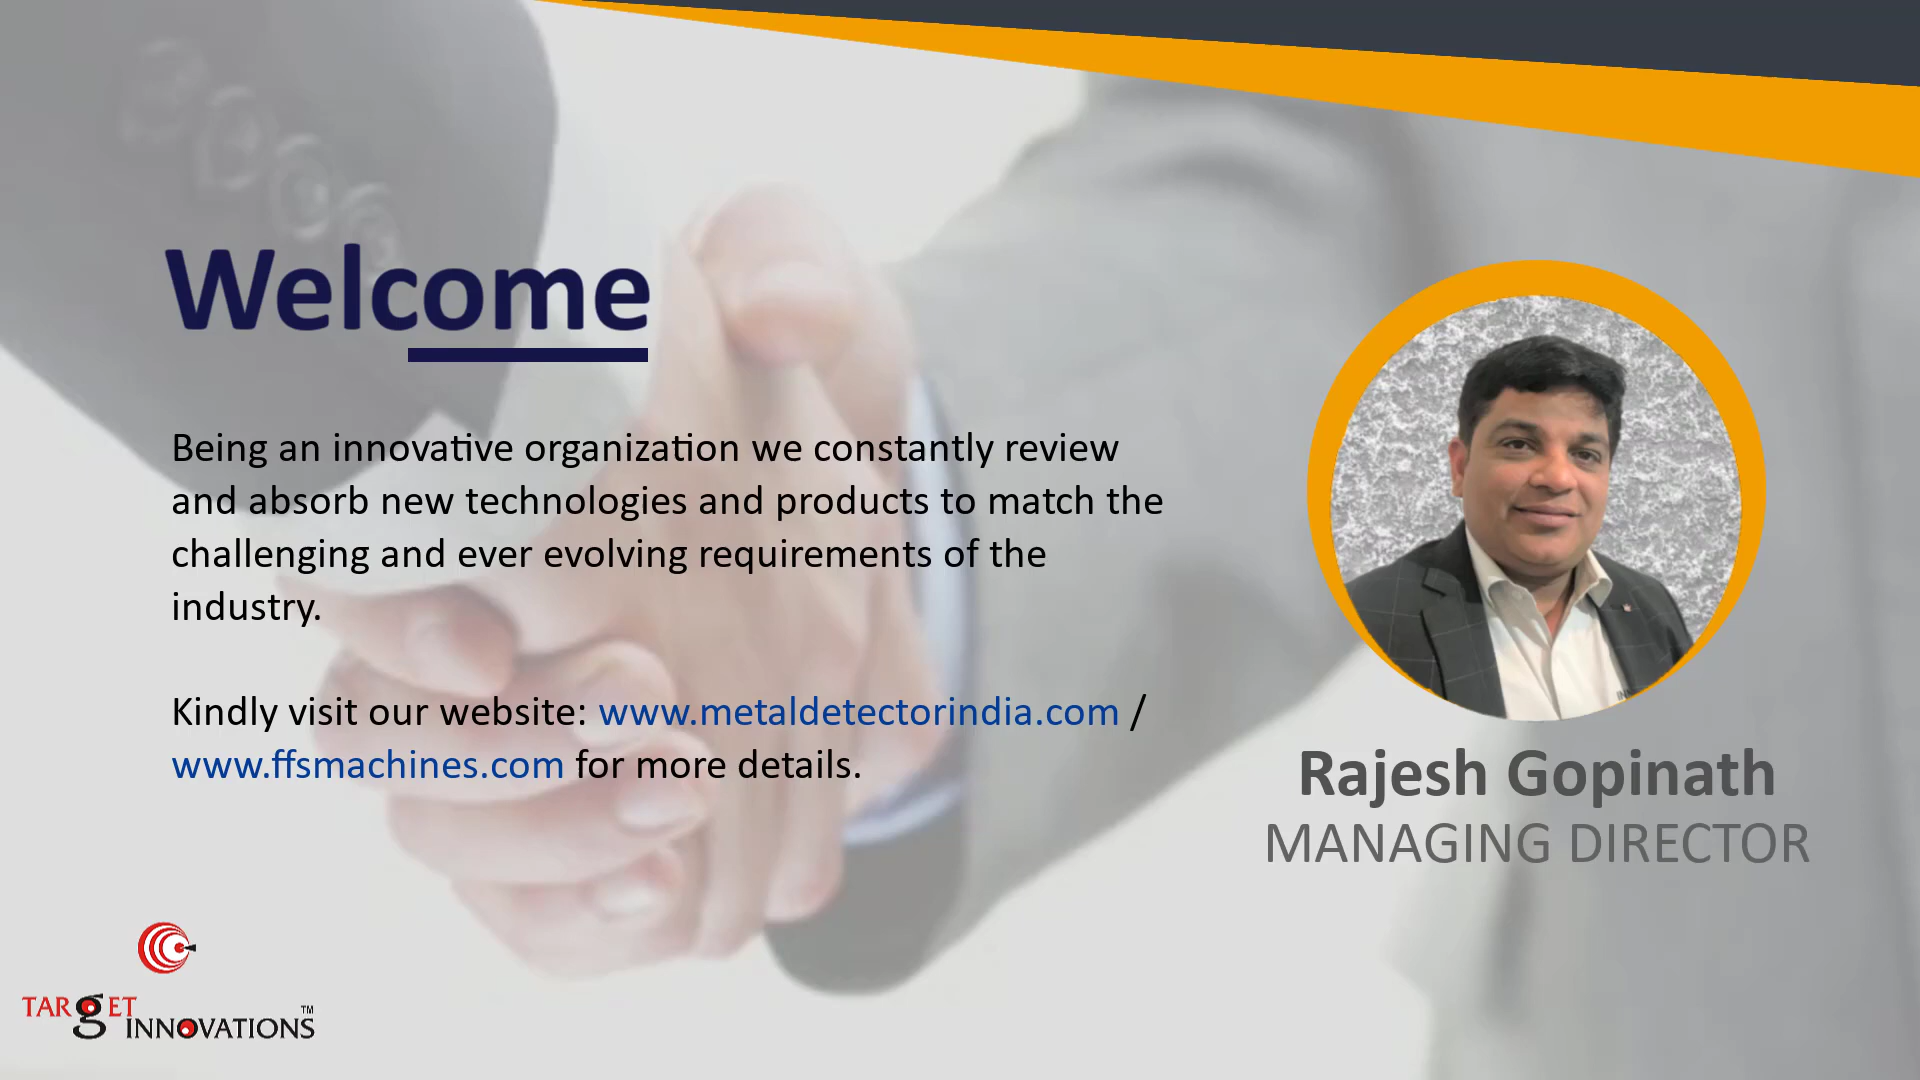 Welcome
Being an innovative organization we constantly review
and absorb new technologies and products to match the
challenging and ever evolving requirements of the
industry.
Kindly visit our website: www.metaldetectorindia.com /
www.ffsmachines.com for more details.
Rajesh Gopinath
MANAGING DIRECTOR
TARgET
INNOVATIONS™